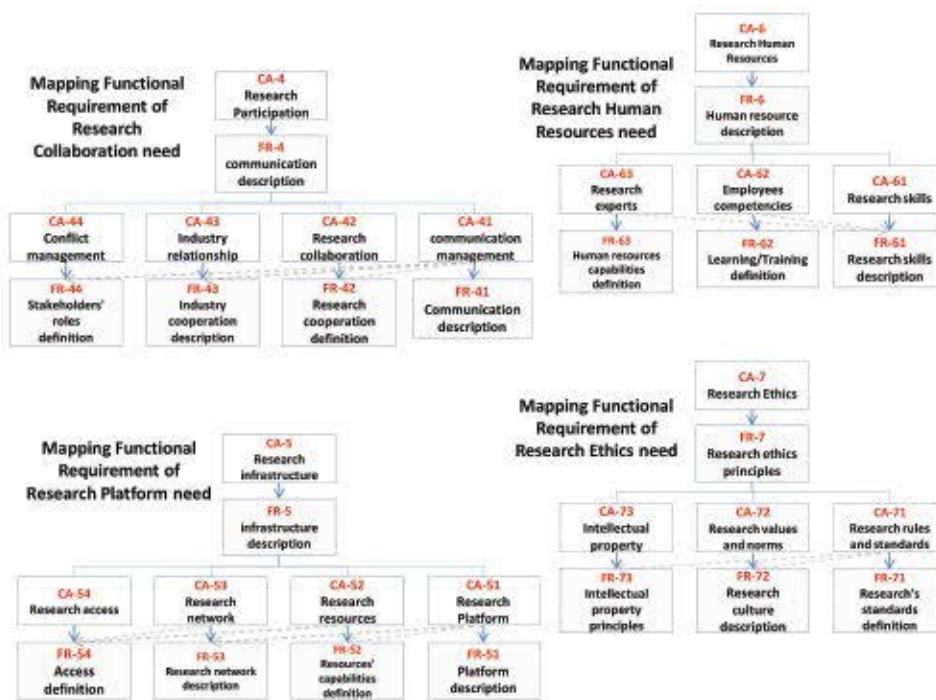 Mapping Functional
Requirement of
Research
Collaboration need
CA-4
Research
Participation
FR-4
communication
description
CA-44
Conflict
management
CA-43
Industry
relationship
CA-42
Research
collaboration
CA-41
communication
management
FR-44
Stakeholders'
roles
definition
FR-43
Industry
cooperation
description
FR-42
Research
cooperation
definition
FR-41
Communication
description
Mapping Functional
Requirement of
Research Human
Resources need
CA-6
Research Human
Resources
FR-6
Human resource
description
CA-63
Research
experts
CA-62
Employees
competencies
CA-61
Research skills
FR-63
Human resources
capabilities definition
FR-62
Learning/Training
definition
FR-61
Research skills
description
Mapping Functional
Requirement of
Research Platform need
CA-5
Research
infrastructure
FR-5
infrastructure
description
CA-54
Research access
CA-53
Research
network
CA-52
Research
resources
CA-51
Research
Platform
FR-54
Access
definition
FR-53
Research network
description
FR-52
Resources'
capabilities
definition
FR-51
Platform
description
Mapping Functional
Requirement of
Research Ethics need
CA-7
Research Ethics
FR-7
Research ethics
principles
CA-73
Intellectual
property
CA-72
Research values
and norms
CA-71
Research rules
and standards
FR-73
Intellectual
property
principles
FR-72
Research
culture
description
FR-71
Research's
standards
definition